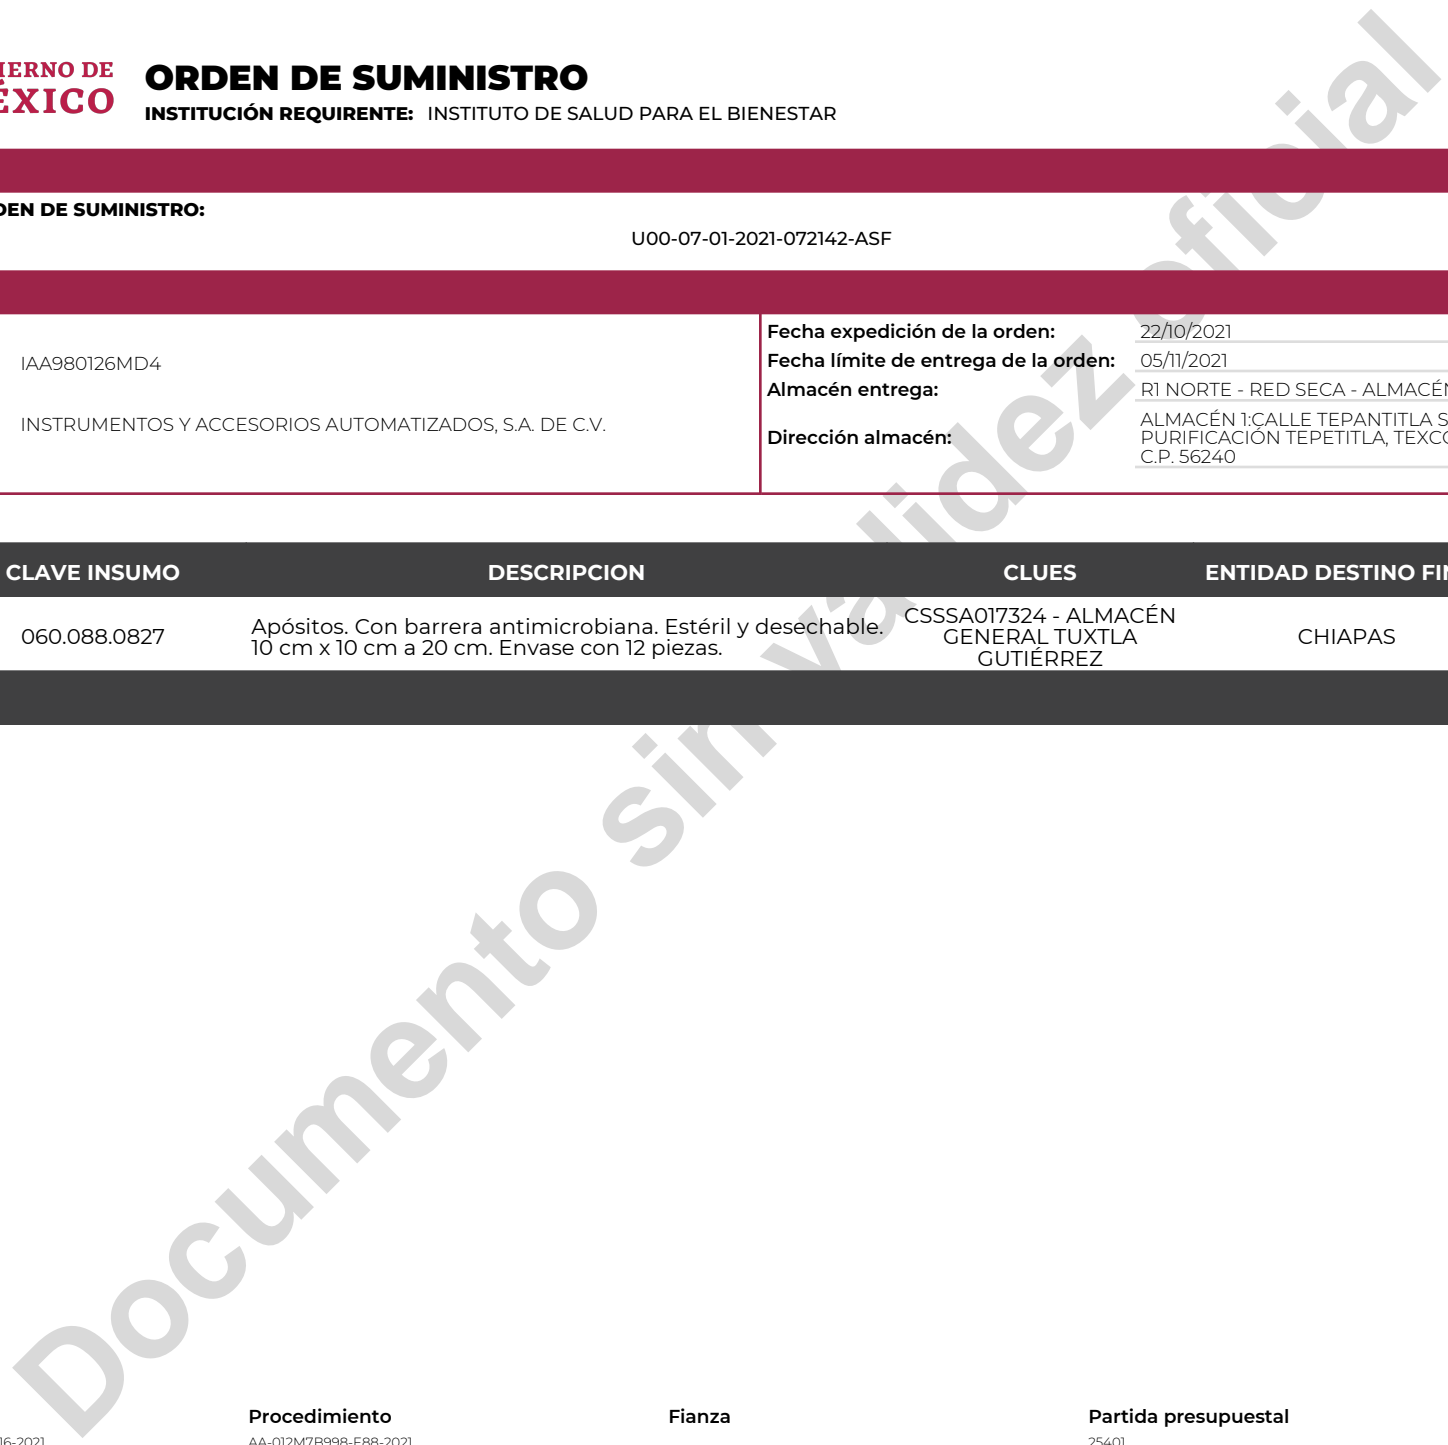 ORDEN DE SUMINISTRO
INSTITUCIÓN REQUIRENTE: INSTITUTO DE SALUD PARA EL BIENESTAR
DE
ÉXICO
DE SUMINISTRO:
U00-07-01-2021-072142-ASF
IAA980126MD4
INSTRUMENTOS Y ACCESORIOS AUTOMATIZADOS, S.A. DE C.V.
Fecha expedición de la orden: 22/10/2021
Fecha límite de entrega de la orden: 05/11/2021
Almacén entrega: R1 NORTE - RED SECA - ALMACÉN
Dirección almacén: ALMACÉN 1:CALLE TEPANTITLA
PURIFICACIÓN TEPETITLA,
C.P. 56240
CLAVE INSUMO DESCRIPCION CLUES ENTIDAD DESTINO
060.088.0827 Apósitos. Con barrera antimicrobiana. Estéril y desechable. 10 cm x 10 cm a 20 cm. Envase con 12 piezas.
CSSSA017324 - ALMACÉN
GENERAL TUXTLA
GUTIÉRREZ
CHIAPAS
Documento sin validez oficial
Procedimiento Fianza Partida presupuestal
AA-012M7B998-E88-2021 25401